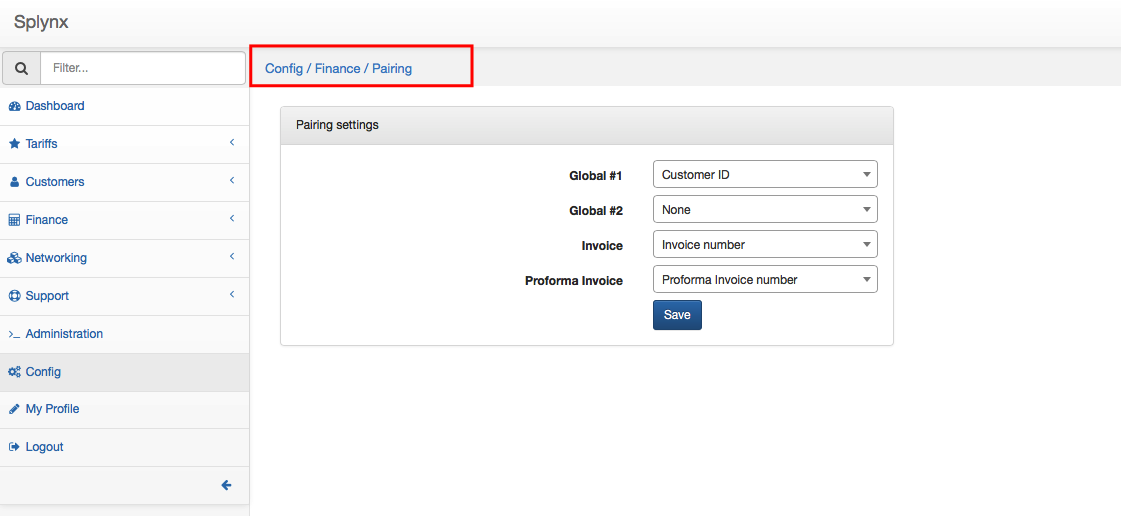 Splynx
Filter...
Config / Finance / Pairing
Dashboard
Tariffs
Customers
Finance
Networking
Support
Administration
Config
My Profile
Logout
Pairing settings
Global #1 Customer ID
Global #2 None
Invoice Invoice number
Proforma Invoice Proforma Invoice number
Save